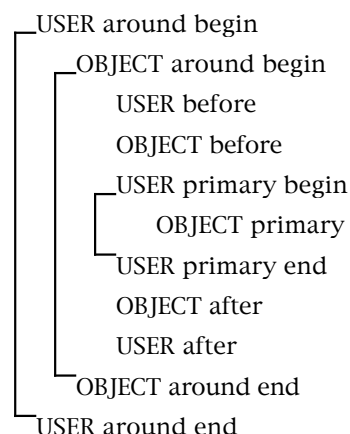 USER around begin
OBJECT around begin
USER before
OBJECT before
USER primary begin
OBJECT primary
USER primary end
OBJECT after
USER after
OBJECT around end
USER around end